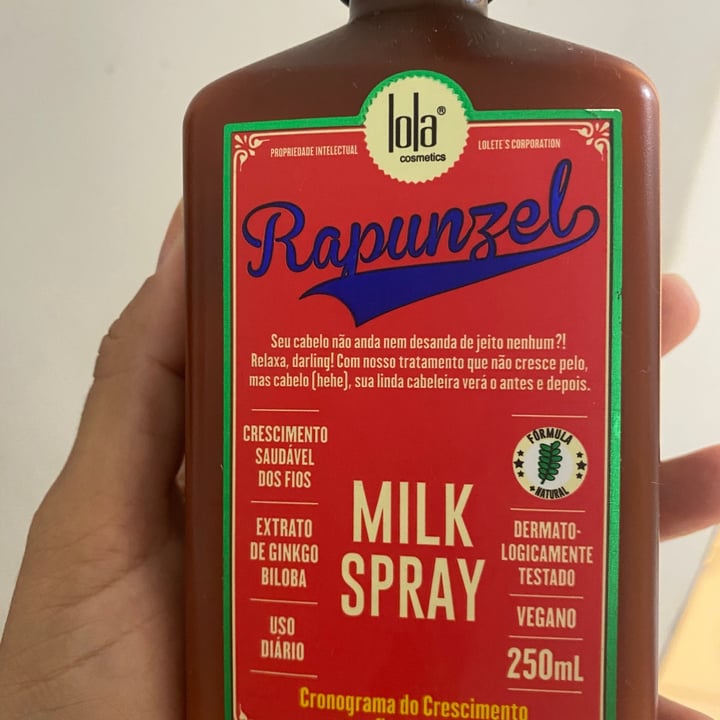 lola®
cosmetics
PROPRIEDADE INTELECTUAL
LOLETE'S CORPORATION
Rapunzel
Seu cabelo não anda nem desanda de jeito nenhum?!
Relaxa, darling! Com nosso tratamento que não cresce pelo,
mas cabelo (hehe), sua linda cabeleira verá o antes e depois.
CRESCIMENTO
SAUDÁVEL
DOS FIOS
EXTRATO
DE GINKGO
BILOBA
USO
DIÁRIO
MILK
SPRAY
FÓRMULA
+ NATURAL
DERMATO-
LOGICAMENTE
TESTADO
VEGANO
250mL
Cronograma do Crescimento